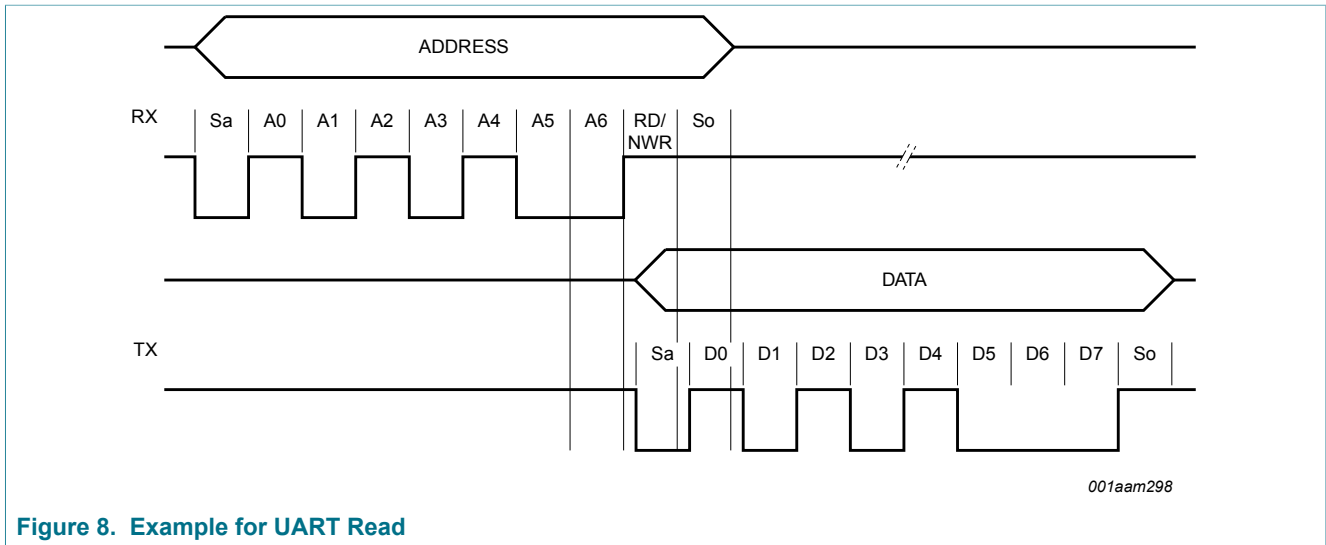 ADDRESS
RX Sa A0 A1 A2 A3 A4 A5 A6 RD/ So
NWR
DATA
TX Sa D0 D1 D2 D3 D4 D5 D6 D7 So
001aam298
Figure 8. Example for UART Read